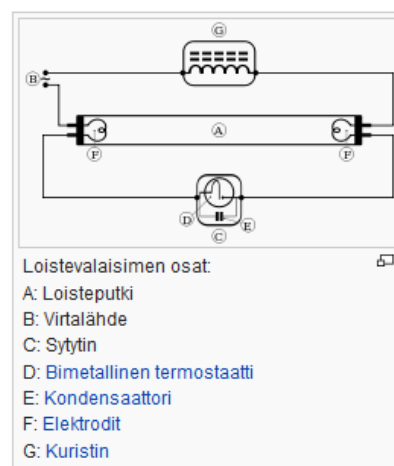 G
B
A
F F
D E
C
Loistevalaisimen osat:
A: Loisteputki
B: Virtalähde
C: Sytytin
D: Bimetallinen termostaatti
E: Kondensaattori
F: Elektrodit
G: Kuristin